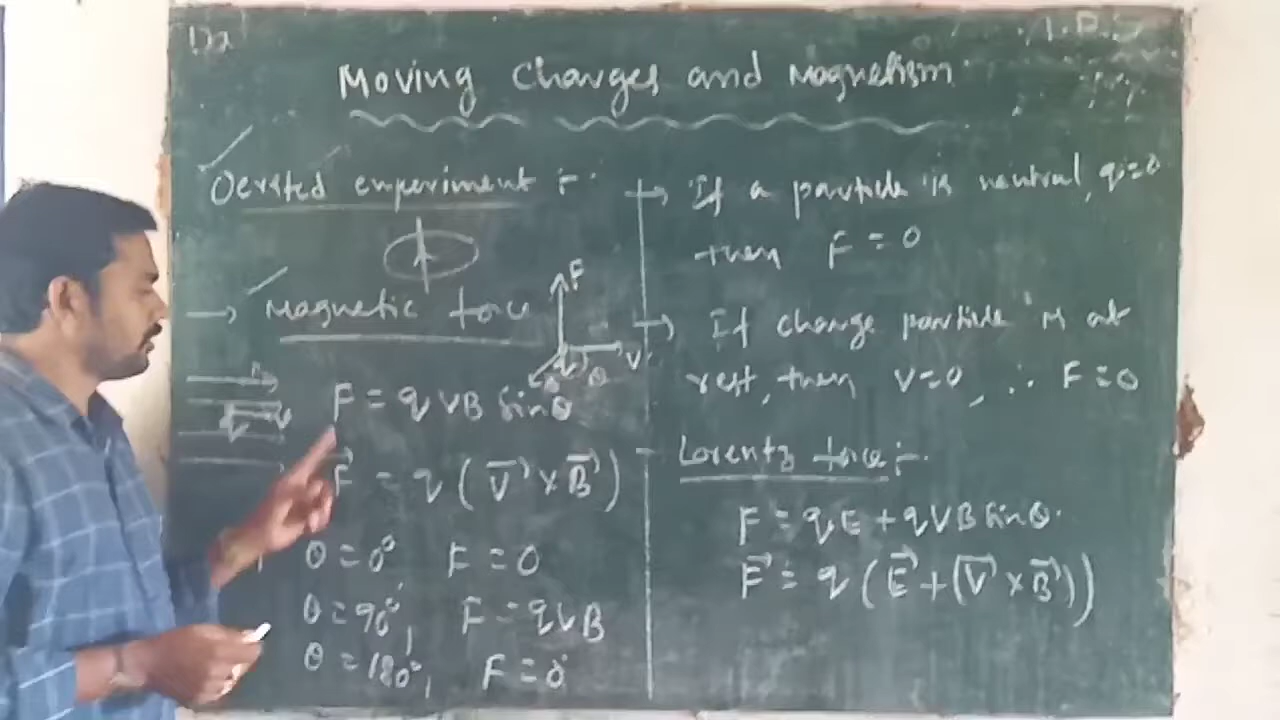 Moving Charges and Magnetism
Oersted experiment :-
→ Magnetic force
F
V
θ
F = qVB Sinθ
F⃗ = q (V⃗ × B⃗)
θ = 0° F = 0
θ = 90°, F = qVB
θ = 180°, F = 0
→ If a particle is neutral, q=0
then F = 0
→ If charge particle is at
rest, then V=0, ∴ F=0
Lorentz force :-
F = qE + qVB Sinθ.
F⃗ = q (E⃗ + (V⃗ × B⃗))